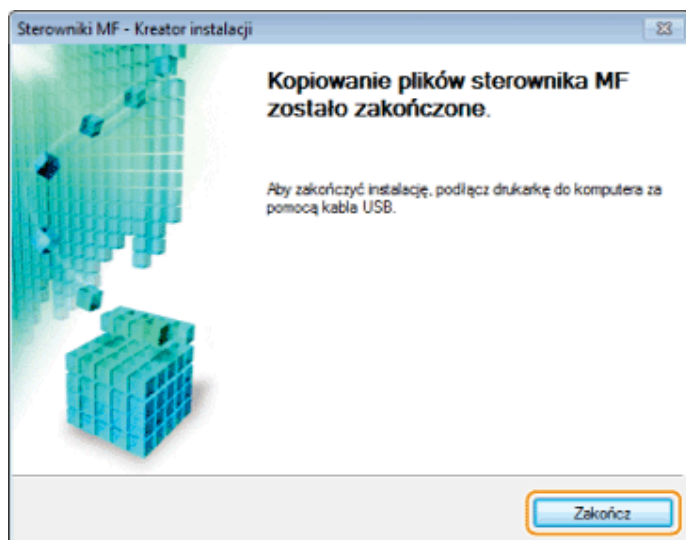 Sterowniki MF - Kreator instalacji
Kopiowanie plików sterownika MF
zostało zakończone.
Aby zakończyć instalację, podłącz drukarkę do komputera za
pomocą kabla USB.
Zakończ